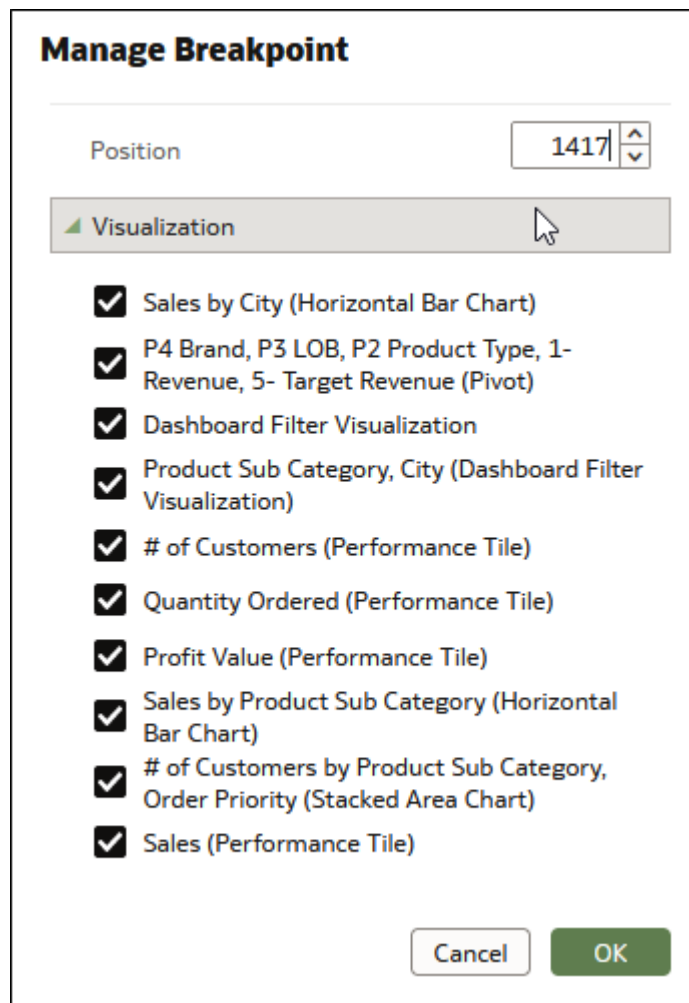 Manage Breakpoint
Position
1417
Visualization
Sales by City (Horizontal Bar Chart)
P4 Brand, P3 LOB, P2 Product Type, 1-
Revenue, 5- Target Revenue (Pivot)
Dashboard Filter Visualization
Product Sub Category, City (Dashboard Filter
Visualization)
# of Customers (Performance Tile)
Quantity Ordered (Performance Tile)
Profit Value (Performance Tile)
Sales by Product Sub Category (Horizontal
Bar Chart)
# of Customers by Product Sub Category,
Order Priority (Stacked Area Chart)
Sales (Performance Tile)
Cancel
OK